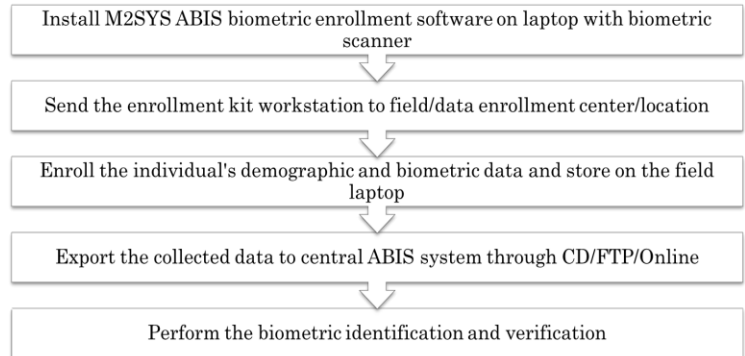 Install M2SYS ABIS biometric enrollment software on laptop with biometric
scanner
Send the enrollment kit workstation to field/data enrollment center/location
Enroll the individual's demographic and biometric data and store on the field
laptop
Export the collected data to central ABIS system through CD/FTP/Online
Perform the biometric identification and verification